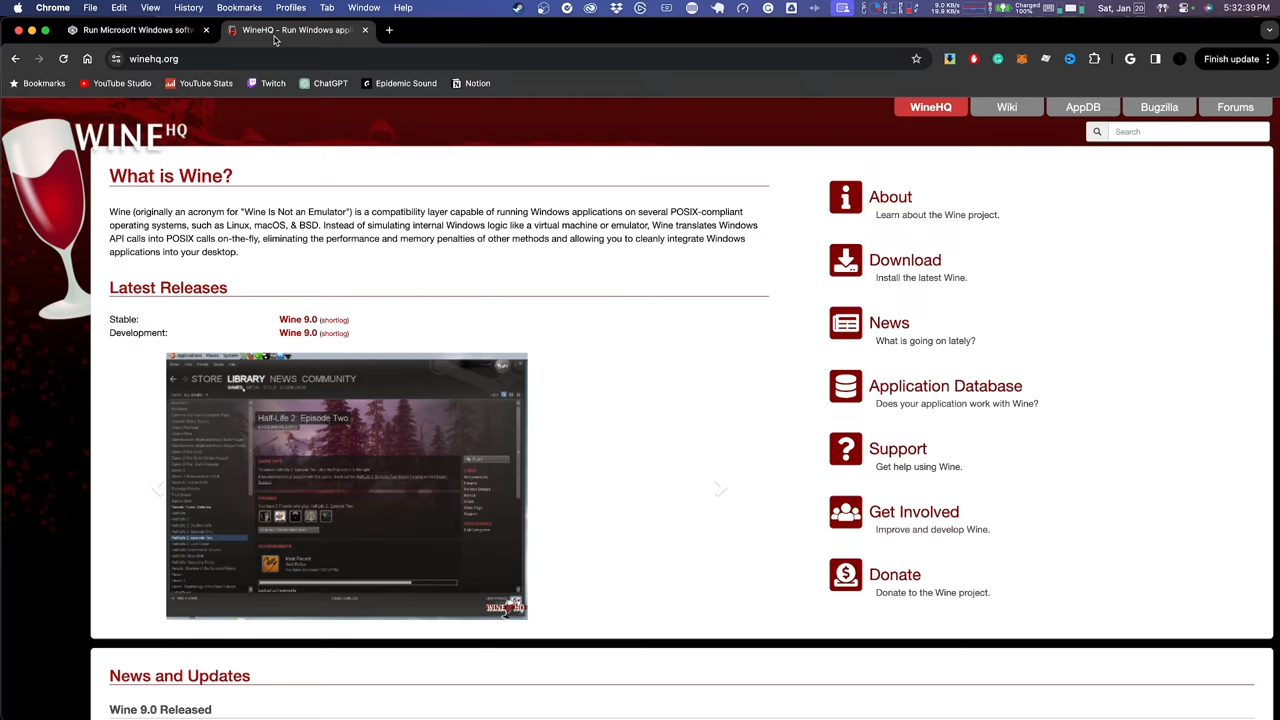 Chrome File Edit View History Bookmarks Profiles Tab Window Help
Charged
5:23:39 PM
Run Microsoft Windows softw
WineHQ - Run Windows appli
winehq.org
Finish update
Bookmarks YouTube Studio YouTube Stats Twitch ChatGPT Epidemic Sound Notion
WineHQ Wiki AppDB Bugzilla Forums
WINE HQ
Search
What is Wine?
Wine (originally an acronym for "Wine Is Not an Emulator") is a compatibility layer capable of running Windows applications on several POSIX-compliant
operating systems, such as Linux, macOS, & BSD. Instead of simulating internal Windows logic like a virtual machine or emulator, Wine translates Windows
API calls into POSIX calls on-the-fly, eliminating the performance and memory penalties of other methods and allowing you to cleanly integrate Windows
applications into your desktop.
Latest Releases
Stable: Wine 9.0 (shortlog)
Development: Wine 9.0 (shortlog)
Applications Places System
STORE LIBRARY NEWS COMMUNITY
Half-Life 2: Episode Two
PLAY
WINE HQ
About
Learn about the Wine project.
Download
Install the latest Wine.
News
What is going on lately?
Application Database
Does your application work with Wine?
Support
Get help using Wine.
Get Involved
Improve and develop Wine.
Donate
Donate to the Wine project.
News and Updates
Wine 9.0 Released